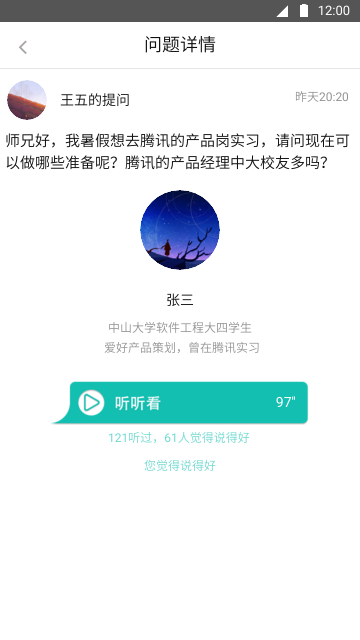 12:00
问题详情
王五的提问
昨天20:20
师兄好，我暑假想去腾讯的产品岗实习，请问现在可
以做哪些准备呢？腾讯的产品经理中大校友多吗？
张三
中山大学软件工程大四学生
爱好产品策划，曾在腾讯实习
听听看 97"
121听过，61人觉得说得好
您觉得说得好